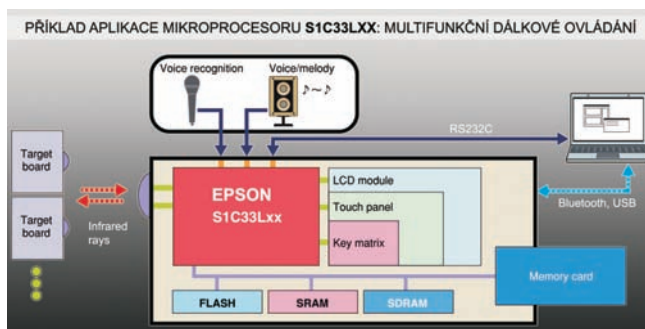 PŘÍKLAD APLIKACE MIKROPROCESORU S1C33LXX: MULTIFUNKČNÍ DÁLKOVÉ OVLÁDÁNÍ
Voice recognition
Voice/melody
RS232C
Target
board
EPSON
S1C33Lxx
LCD module
Touch panel
Key matrix
Bluetooth, USB
Infrared
rays
Target
board
Memory card
FLASH
SRAM
SDRAM